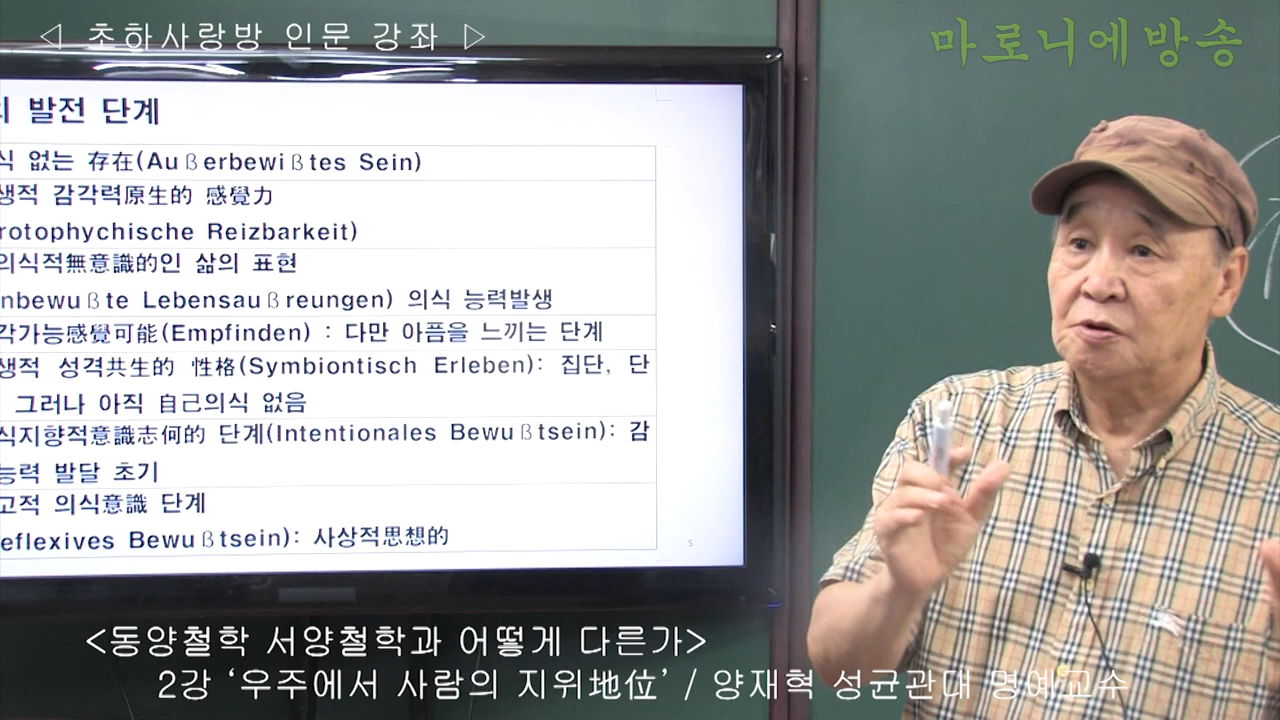 ◁ 초하사랑방 인문 강좌 ▷
마로니에방송
발전 단계
식 없는 存在(Außerbewißtes Sein)
생적 감각력原生的 感覺力
rotophychische Reizbarkeit)
의식적無意識的인 삶의 표현
nbewußte Lebensaußreungen) 의식 능력발생
각가능感覺可能(Empfinden) : 다만 아픔을 느끼는 단계
생적 성격共生的 性格(Symbiontisch Erleben): 집단, 단
그러나 아직 自己의식 없음
식지향적意識志何的 단계(Intentionales Bewußtsein): 감
능력 발달 초기
고적 의식意識 단계
eflexives Bewußtsein): 사상적思想的
5
<동양철학 서양철학과 어떻게 다른가>
2강 ‘우주에서 사람의 지위地位’ / 양재혁 성균관대 명예교수